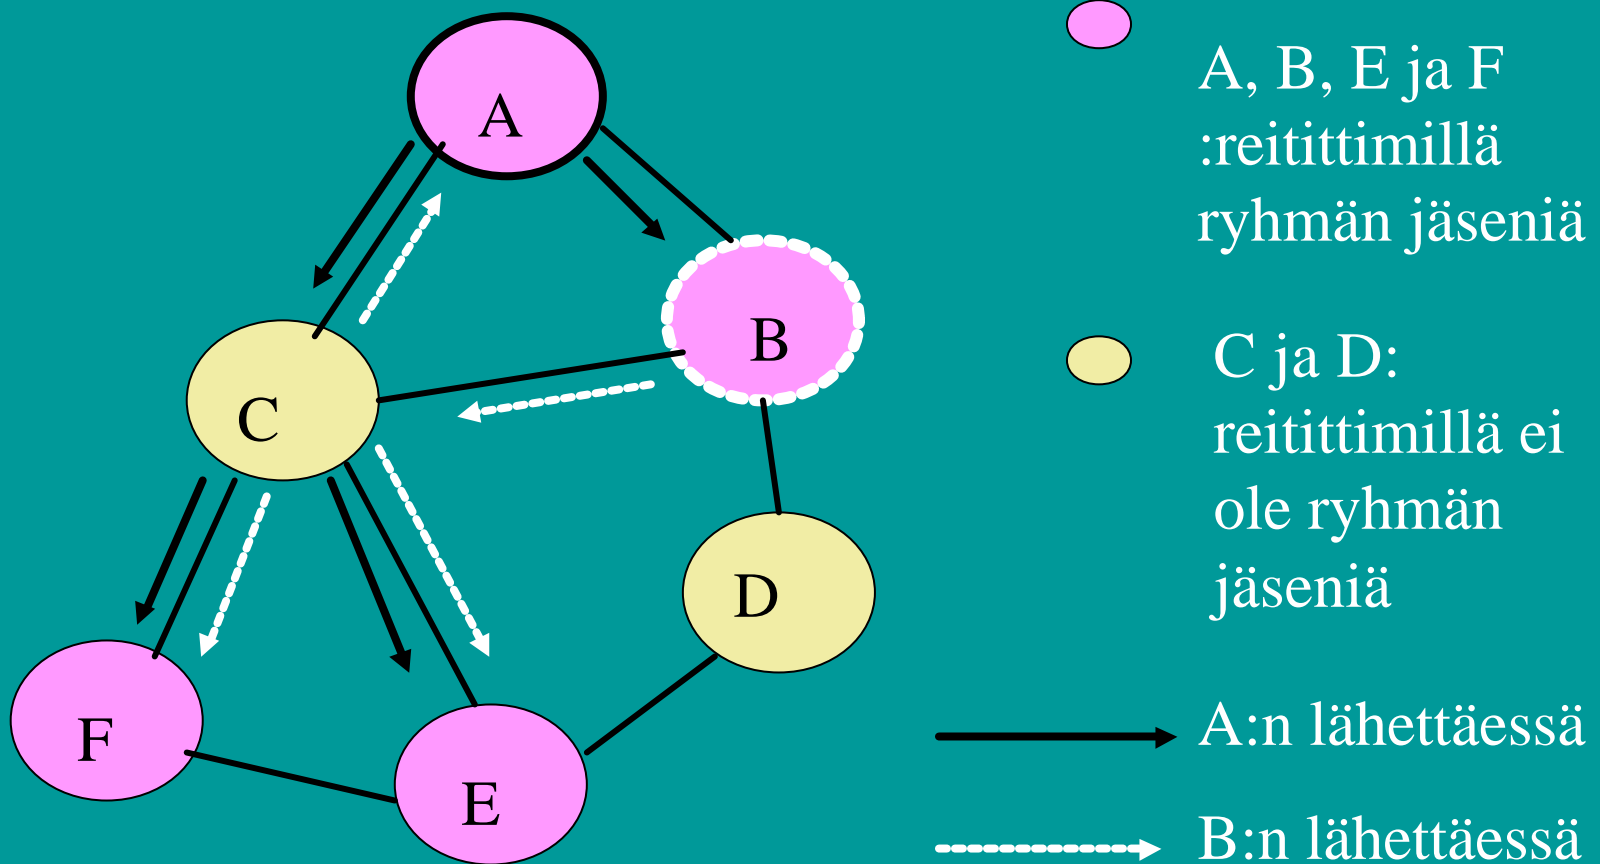 A
B
C
D
F
E
A, B, E ja F
:reitittimillä
ryhmän jäseniä
C ja D:
reitittimillä ei
ole ryhmän
jäseniä
A:n lähettäessä
B:n lähettäessä